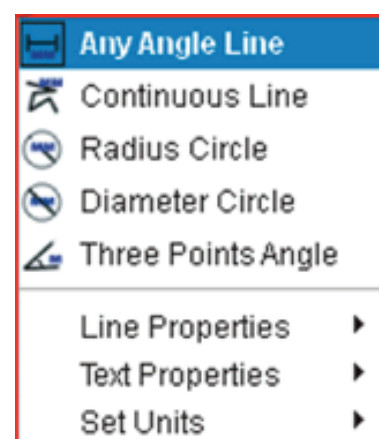 Any Angle Line
Continuous Line
Radius Circle
Diameter Circle
Three Points Angle
Line Properties
Text Properties
Set Units